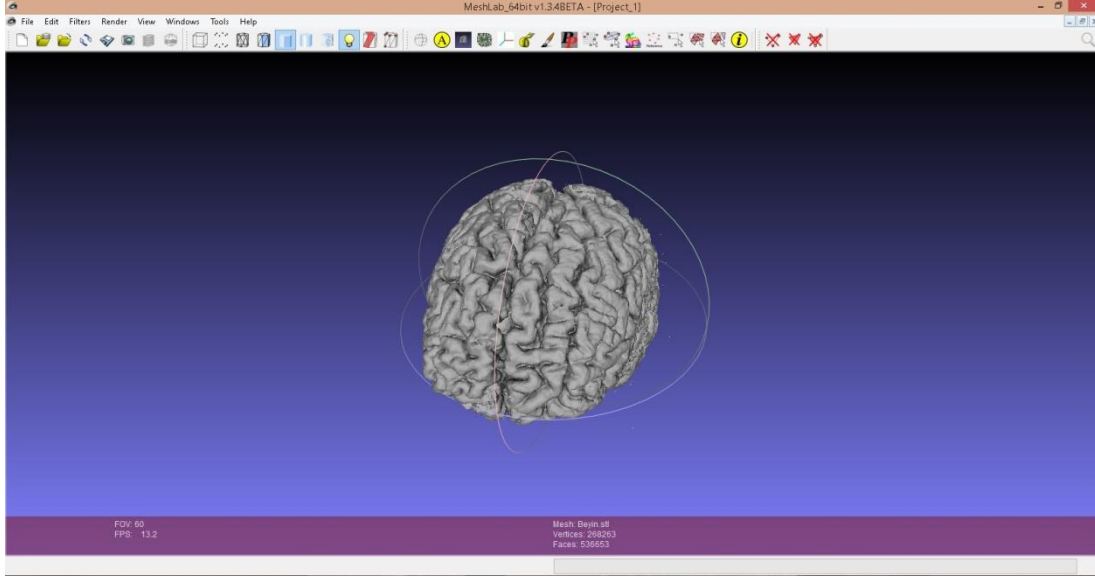 MeshLab_64bit v1.3.4BETA - [Project_1]
File Edit Filters Render View Windows Tools Help
FOV: 60
FPS: 13.2
Mesh: Beyin.stl
Vertices: 268263
Faces: 536653